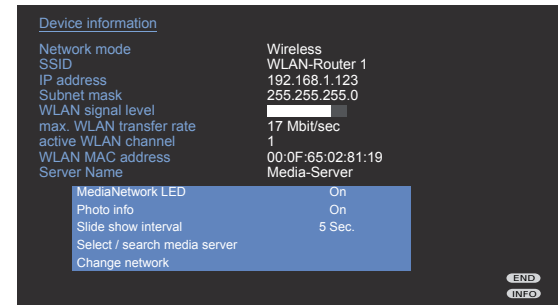 Device information
Network mode Wireless
SSID WLAN-Router 1
IP address 192.168.1.123
Subnet mask 255.255.255.0
WLAN signal level
max. WLAN transfer rate 17 Mbit/sec
active WLAN channel 1
WLAN MAC address 00:0F:65:02:81:19
Server Name Media-Server
MediaNetwork LED On
Photo info On
Slide show interval 5 Sec.
Select / search media server
Change network
END
INFO